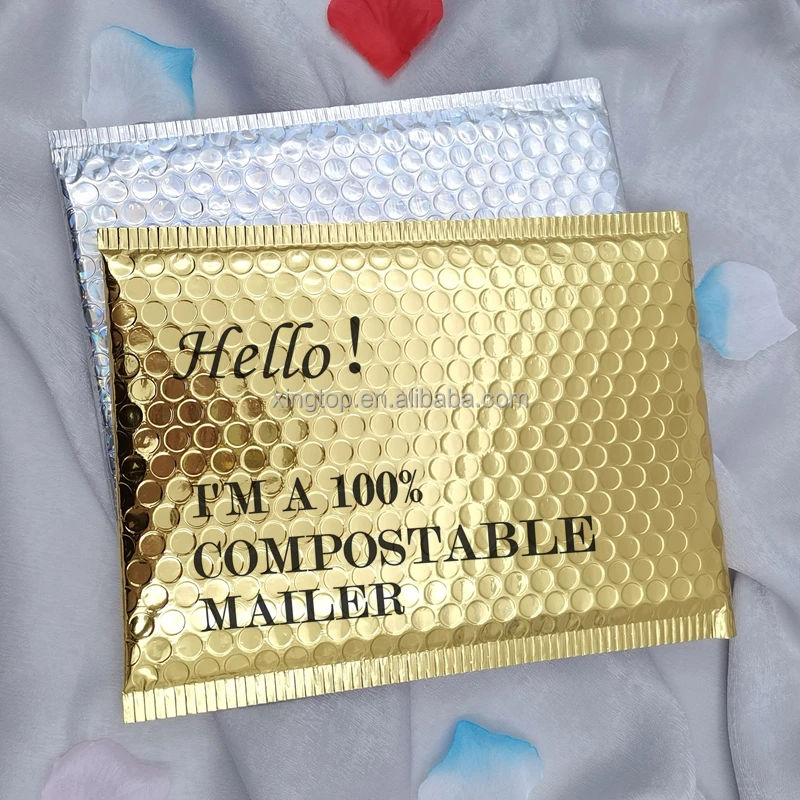 Hello!
xingtop.en.alibaba.com
I'M A 100%
COMPOSTABLE
MAILER